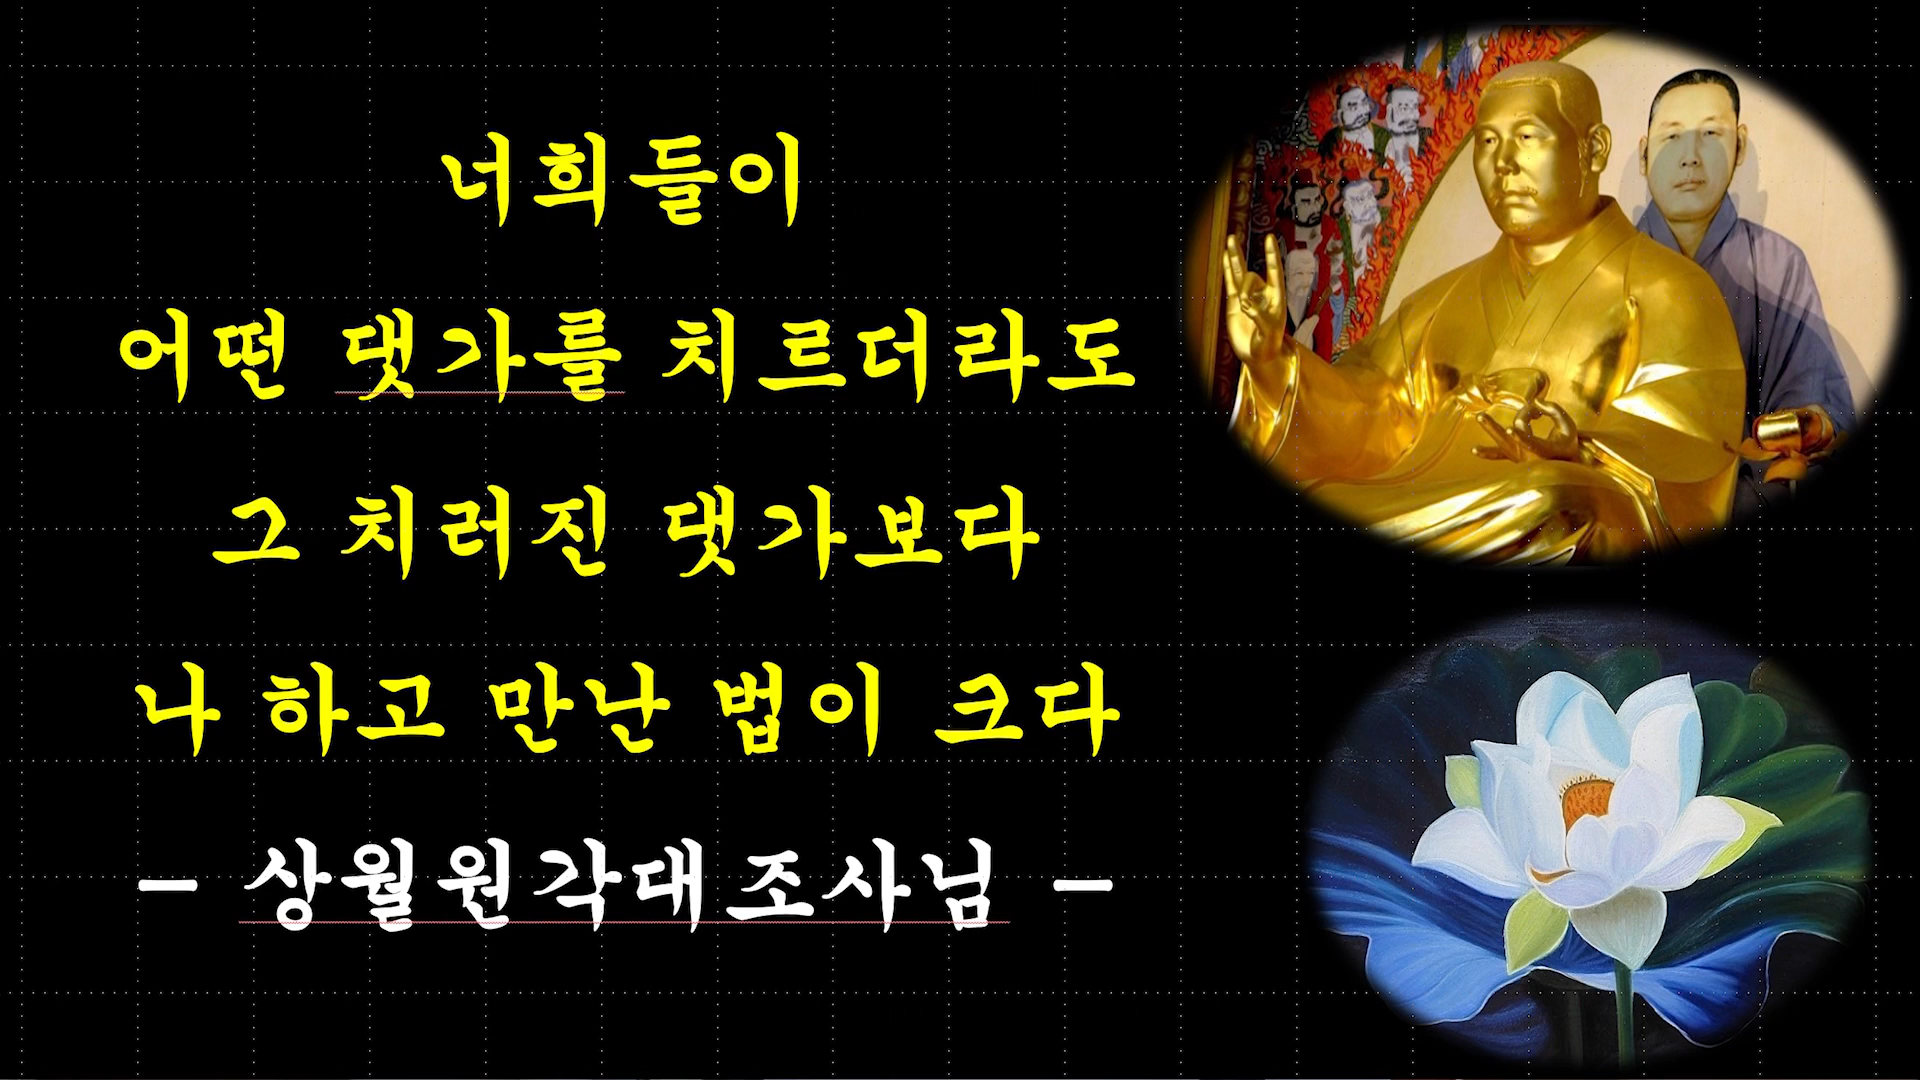 너희들이
어떤 댓가를 치르더라도
그 치러진 댓가보다
나 하고 만난 법이 크다
- 상월원각대조사님 -